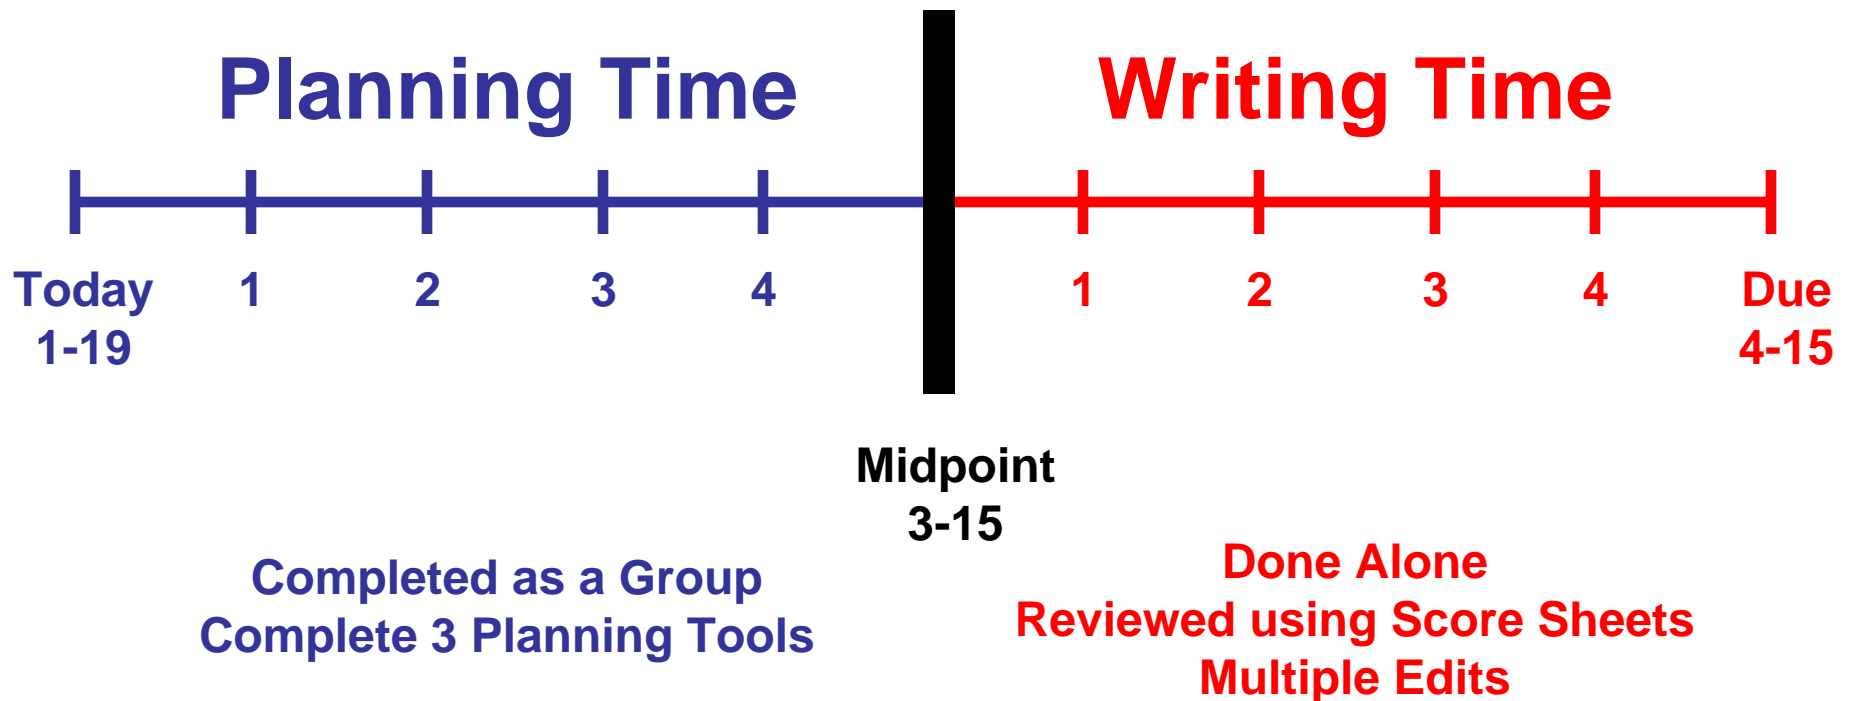 Planning Time
Writing Time
Today
1-19
1
2
3
4
1
2
3
4
Due
4-15
Midpoint
3-15
Completed as a Group
Complete 3 Planning Tools
Done Alone
Reviewed using Score Sheets
Multiple Edits